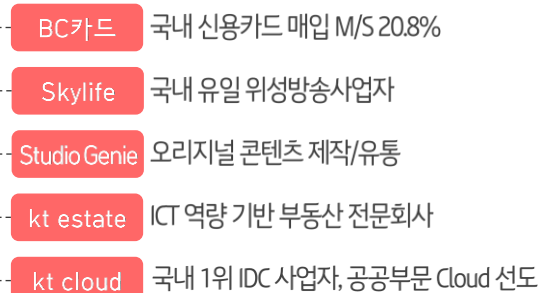 BC카드 국내 신용카드 매입 M/S 20.8%
Skylife 국내 유일 위성방송사업자
Studio Genie 오리지널 콘텐츠 제작/유통
kt estate ICT 역량 기반 부동산 전문회사
kt cloud 국내 1위 IDC 사업자, 공공부문 Cloud 선도